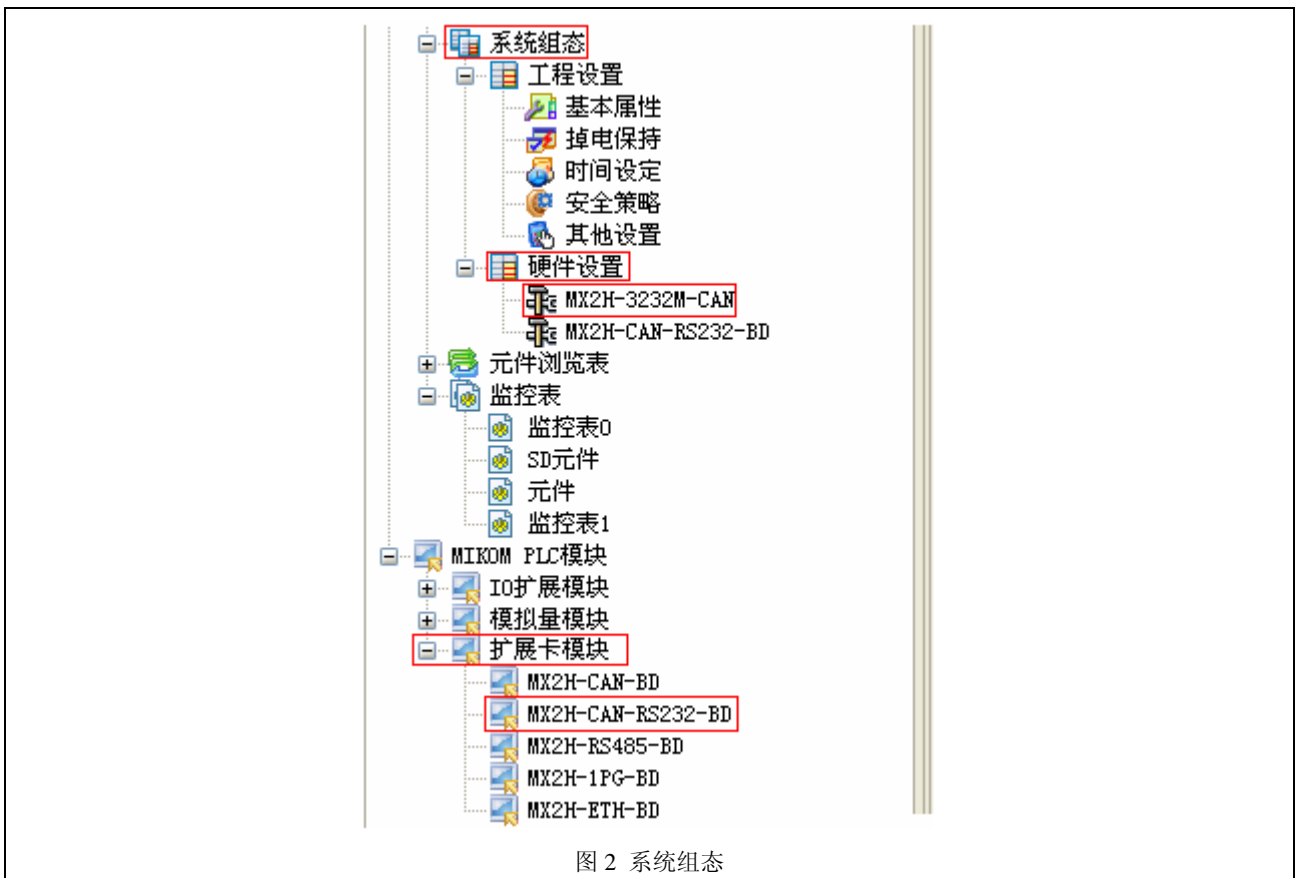 系统组态
工程设置
基本属性
掉电保持
时间设定
安全策略
其他设置
硬件设置
MX2H-3232M-CAN
MX2H-CAN-RS232-BD
元件浏览表
监控表
监控表0
SD元件
元件
监控表1
MIKOM PLC模块
IO扩展模块
模拟量模块
扩展卡模块
MX2H-CAN-BD
MX2H-CAN-RS232-BD
MX2H-RS485-BD
MX2H-1PG-BD
MX2H-ETH-BD
图 2 系统组态